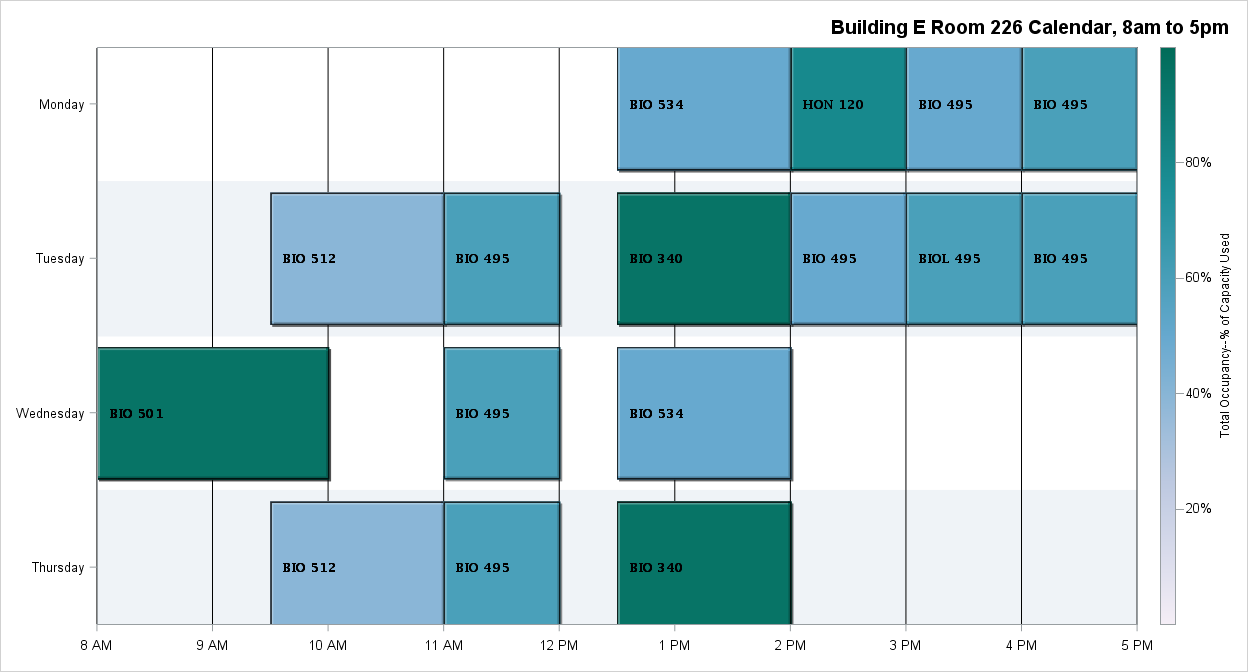 Building E Room 226 Calendar, 8am to 5pm
Monday
BIO 534
HON 120
BIO 495
BIO 495
Tuesday
BIO 512
BIO 495
BIO 340
BIO 495
BIOL 495
BIO 495
Wednesday
BIO 501
BIO 495
BIO 534
Thursday
BIO 512
BIO 495
BIO 340
8 AM
9 AM
10 AM
11 AM
12 PM
1 PM
2 PM
3 PM
4 PM
5 PM
80%
60%
40%
20%
Total Occupancy--% of Capacity Used